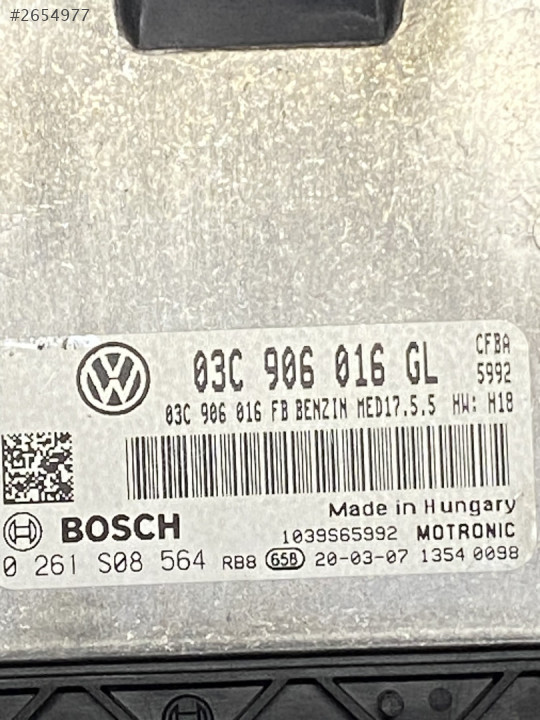 #2654977
03C 906 016 GL
CFBA
5992
03C 906 016 FB BENZIN MED17.5.5 HW: H18
Made in Hungary
BOSCH
1039S65992 MOTRONIC
0 261 S08 564 RB8 65B 20-03-07 1354 0098